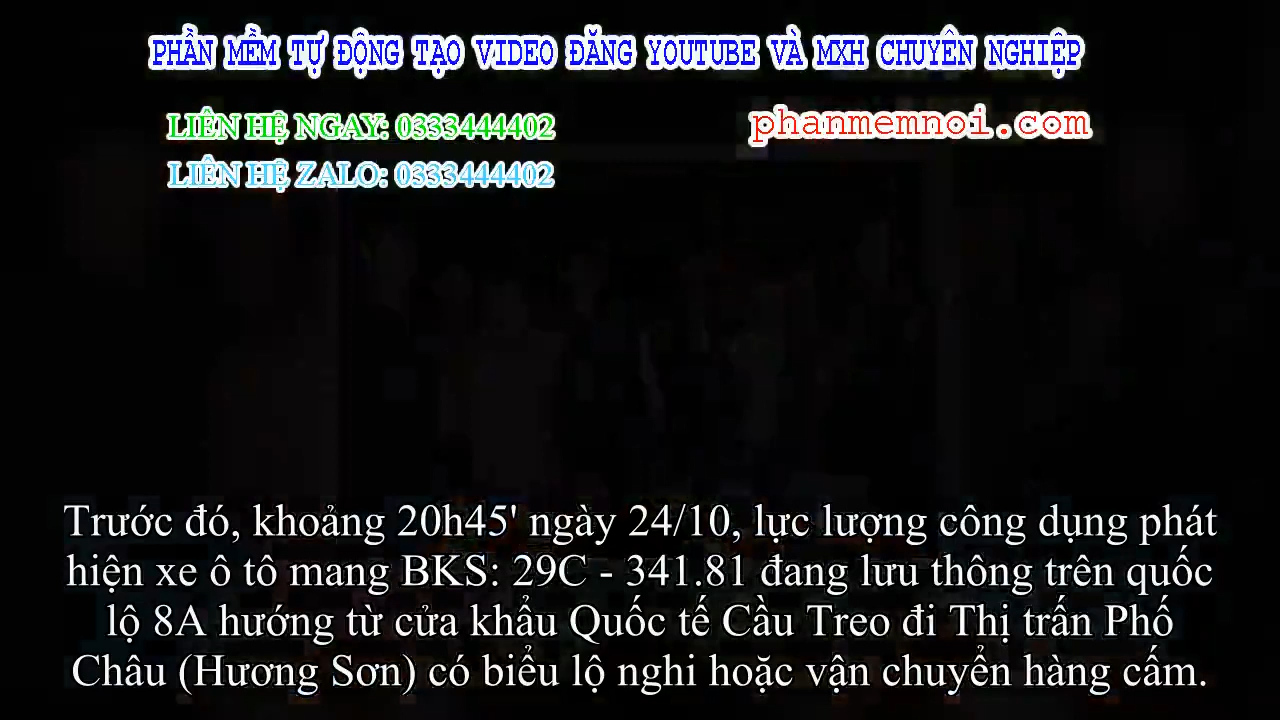 PHẦN MỀM TỰ ĐỘNG TẠO VIDEO ĐĂNG YOUTUBE VÀ MXH CHUYÊN NGHIỆP
LIÊN HỆ NGAY: 0333444402
phanmemnoi.com
LIÊN HỆ ZALO: 0333444402
Trước đó, khoảng 20h45' ngày 24/10, lực lượng công dụng phát
hiện xe ô tô mang BKS: 29C - 341.81 đang lưu thông trên quốc
lộ 8A hướng từ cửa khẩu Quốc tế Cầu Treo đi Thị trấn Phố
Châu (Hương Sơn) có biểu lộ nghi hoặc vận chuyển hàng cấm.